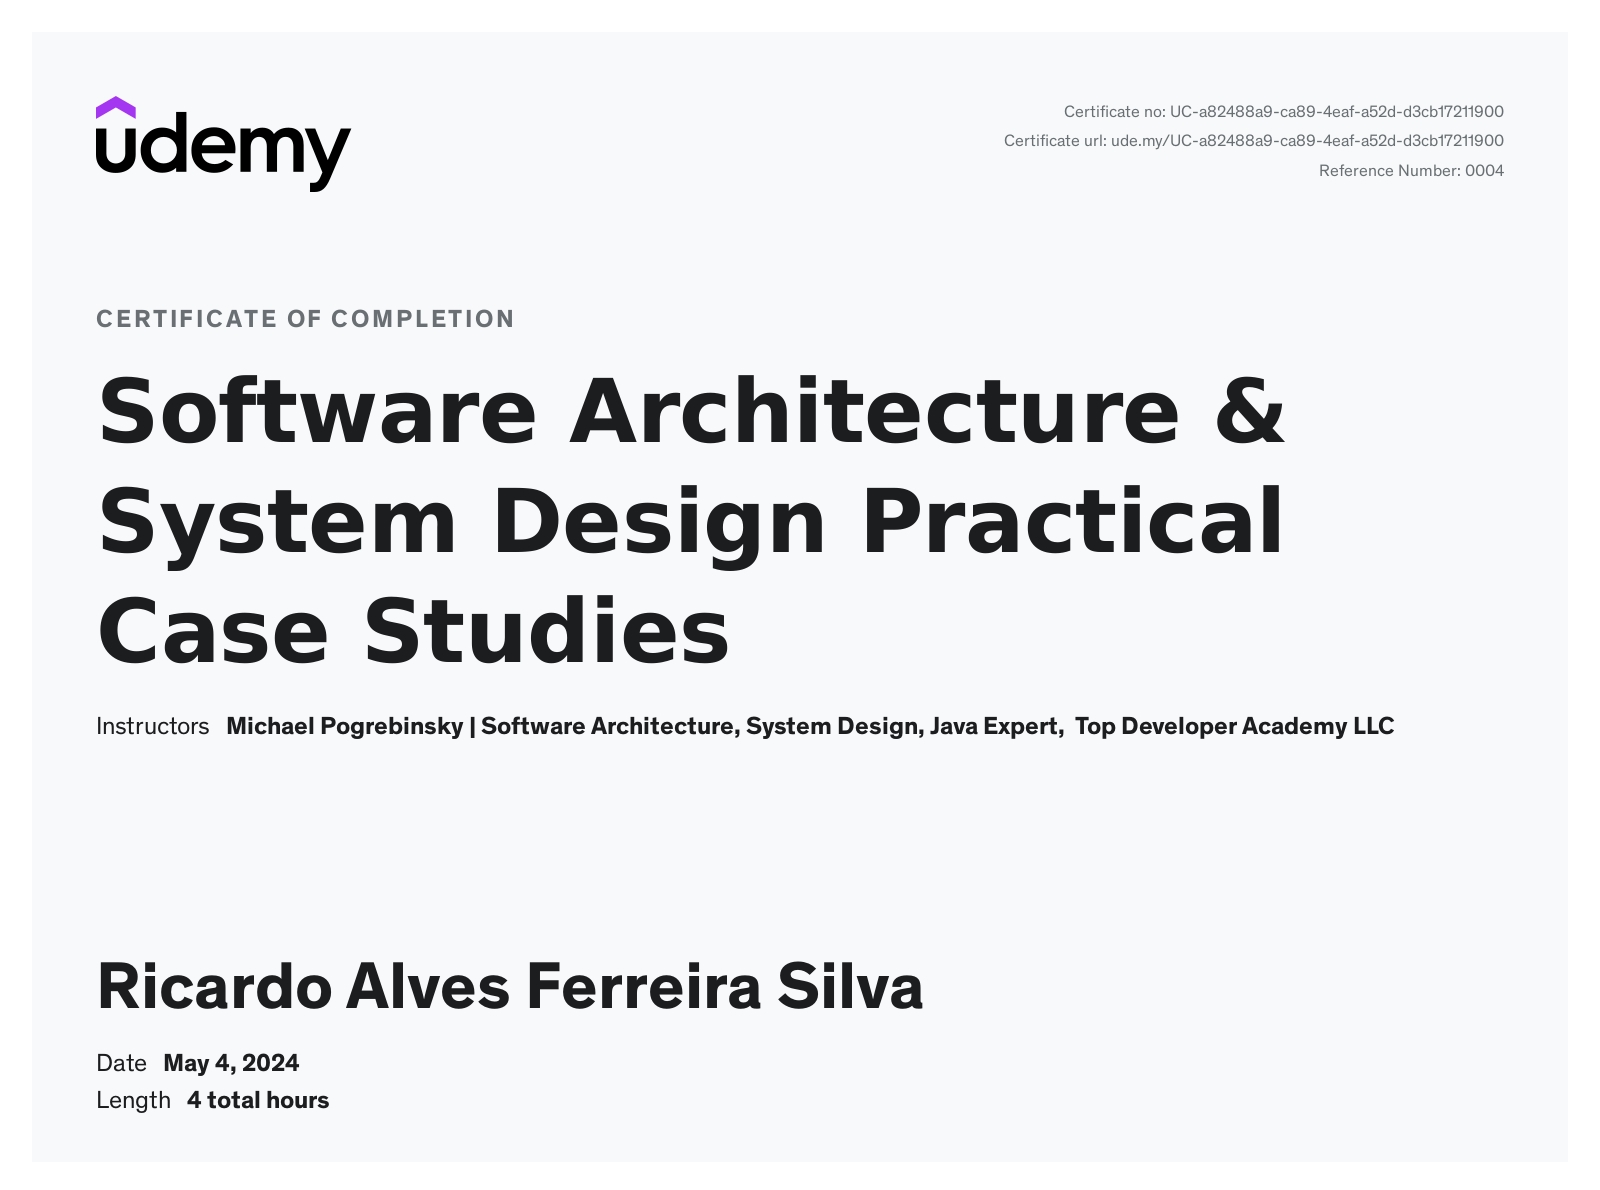 udemy
Certificate no: UC-a82488a9-ca89-4eaf-a52d-d3cb17211900
Certificate url: ude.my/UC-a82488a9-ca89-4eaf-a52d-d3cb17211900
Reference Number: 0004
CERTIFICATE OF COMPLETION
Software Architecture &
System Design Practical
Case Studies
Instructors Michael Pogrebinsky | Software Architecture, System Design, Java Expert, Top Developer Academy LLC
Ricardo Alves Ferreira Silva
Date May 4, 2024
Length 4 total hours